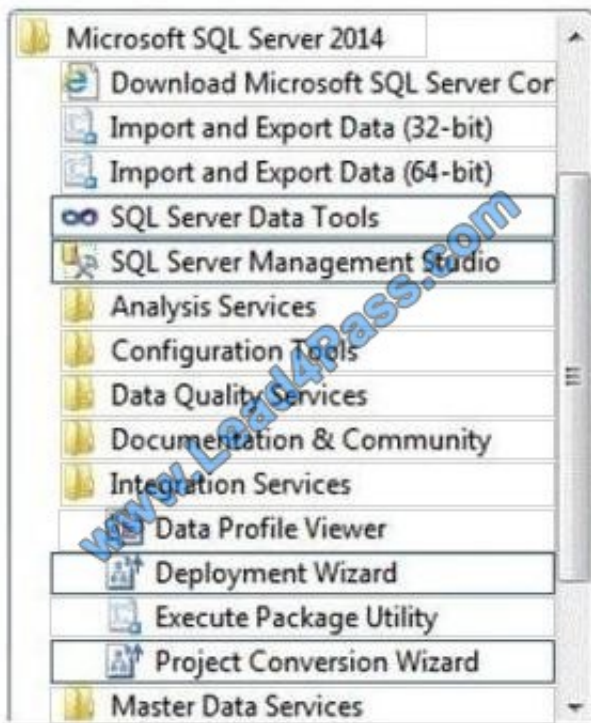 Microsoft SQL Server 2014
Download Microsoft SQL Server Cor
Import and Export Data (32-bit)
Import and Export Data (64-bit)
SQL Server Data Tools
SQL Server Management Studio
Analysis Services
Configuration Tools
Data Quality Services
Documentation & Community
Integration Services
Data Profile Viewer
Deployment Wizard
Execute Package Utility
Project Conversion Wizard
Master Data Services
www.Lead4Pass.com